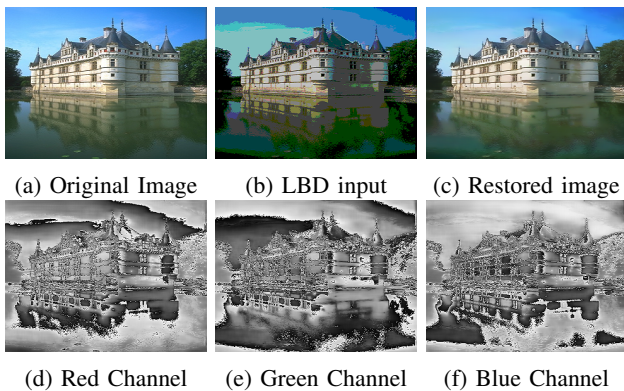 (a) Original Image (b) LBD input (c) Restored image
(d) Red Channel (e) Green Channel (f) Blue Channel